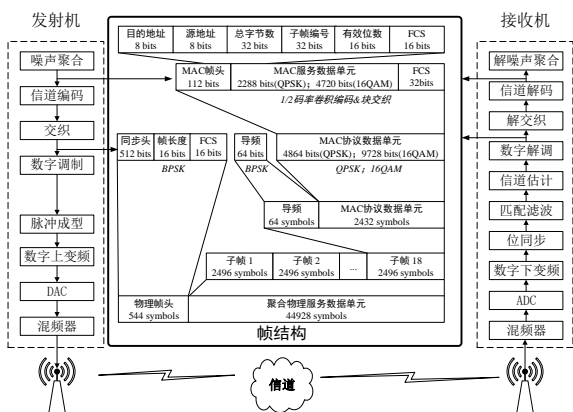 发射机
噪声聚合
信道编码
交织
数字调制
脉冲成型
数字上变频
DAC
混频器
目的地址 源地址 总字节数 子帧编号 有效位数 FCS
8 bits 8 bits 32 bits 32 bits 16 bits 16 bits
MAC帧头 MAC服务数据单元 FCS
112 bits 2288 bits(QPSK); 4720 bits(16QAM) 32bits
1/2码率卷积编码&块交织
同步头 帧长度 FCS 导频 MAC协议数据单元
512 bits 16 bits 16 bits 64 bits 4864 bits(QPSK); 9728 bits(16QAM)
BPSK BPSK QPSK; 16QAM
导频 MAC协议数据单元
64 symbols 2432 symbols
子帧 1 子帧 2 ... 子帧 18
2496 symbols 2496 symbols 2496 symbols
物理帧头 聚合物理服务数据单元
544 symbols 44928 symbols
帧结构
接收机
解噪声聚合
信道解码
解交织
数字解调
信道估计
匹配滤波
位同步
数字下变频
ADC
混频器
信道